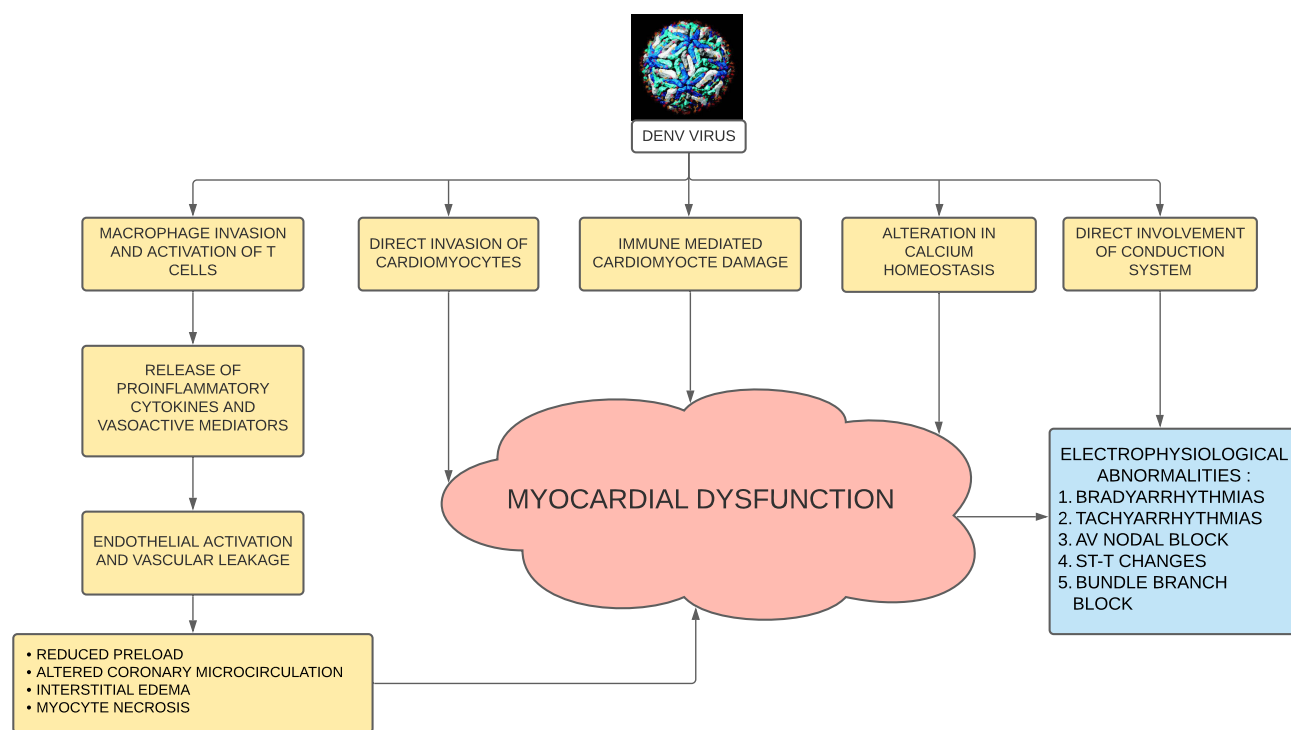 DENV VIRUS
MACROPHAGE INVASION
AND ACTIVATION OF T
CELLS
DIRECT INVASION OF
CARDIOMYOCYTES
IMMUNE MEDIATED
CARDIOMYOCTE DAMAGE
ALTERATION IN
CALCIUM
HOMEOSTASIS
DIRECT INVOLVEMENT
OF CONDUCTION
SYSTEM
RELEASE OF
PROINFLAMMATORY
CYTOKINES AND
VASOACTIVE MEDIATORS
ENDOTHELIAL ACTIVATION
AND VASCULAR LEAKAGE
• REDUCED PRELOAD
• ALTERED CORONARY MICROCIRCULATION
• INTERSTITIAL EDEMA
• MYOCYTE NECROSIS
MYOCARDIAL DYSFUNCTION
ELECTROPHYSIOLOGICAL
ABNORMALITIES :
1. BRADYARRHYTHMIAS
2. TACHYARRHYTHMIAS
3. AV NODAL BLOCK
4. ST-T CHANGES
5. BUNDLE BRANCH
BLOCK